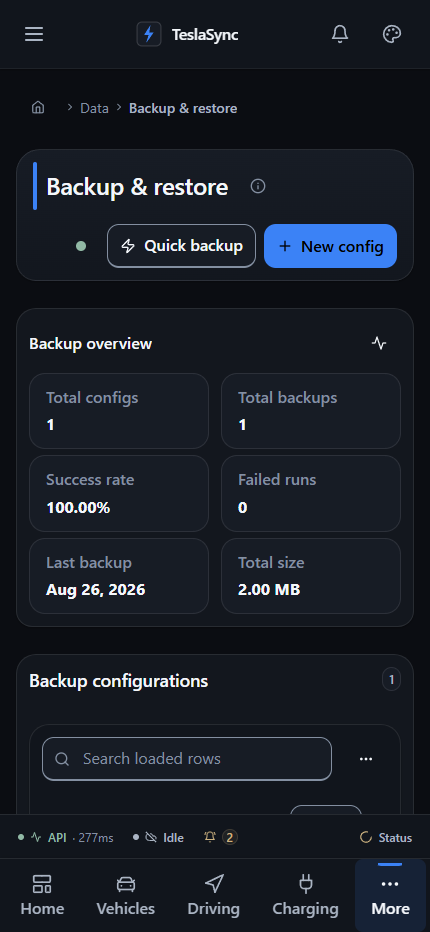 TeslaSync
Data
Backup & restore
Backup & restore
Quick backup
New config
Backup overview
Total configs
1
Total backups
1
Success rate
100.00%
Failed runs
0
Last backup
Aug 26, 2026
Total size
2.00 MB
Backup configurations
1
Search loaded rows
API · 277ms
Idle
2
Status
Home
Vehicles
Driving
Charging
More